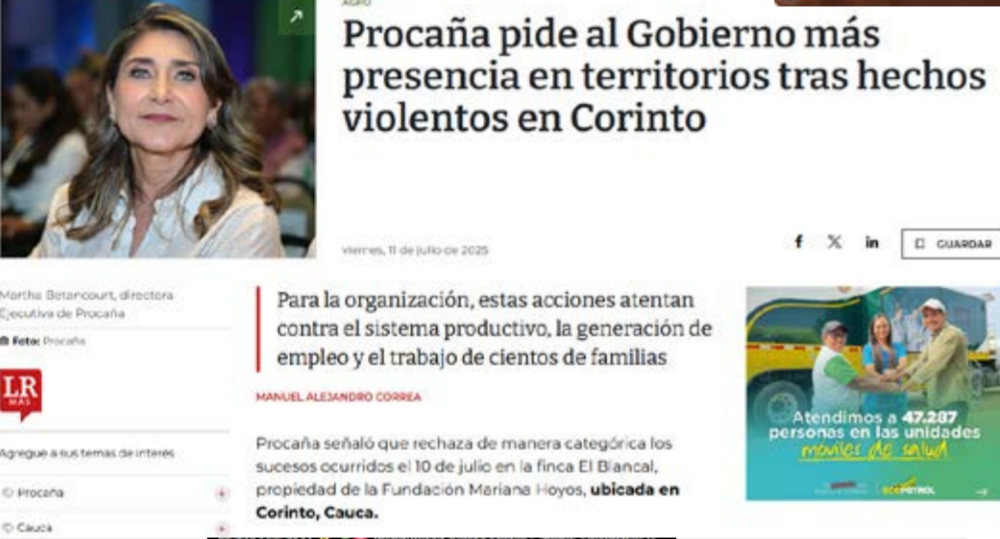 AGRO
Procaña pide al Gobierno más
presencia en territorios tras hechos
violentos en Corinto
viernes, 11 de julio de 2025
GUARDAR
Martha Betancourt, directora
Ejecutiva de Procaña
Foto: Procaña
LR
MÁS
Agregue a sus temas de interés
Procaña
Cauca
Para la organización, estas acciones atentan
contra el sistema productivo, la generación de
empleo y el trabajo de cientos de familias
MANUEL ALEJANDRO CORREA
Procaña señaló que rechaza de manera categórica los
sucesos ocurridos el 10 de julio en la finca El Blancal,
propiedad de la Fundación Mariana Hoyos, ubicada en
Corinto, Cauca.
Atendimos a 47.287
personas en las unidades
móviles de salud
ECOPETROL